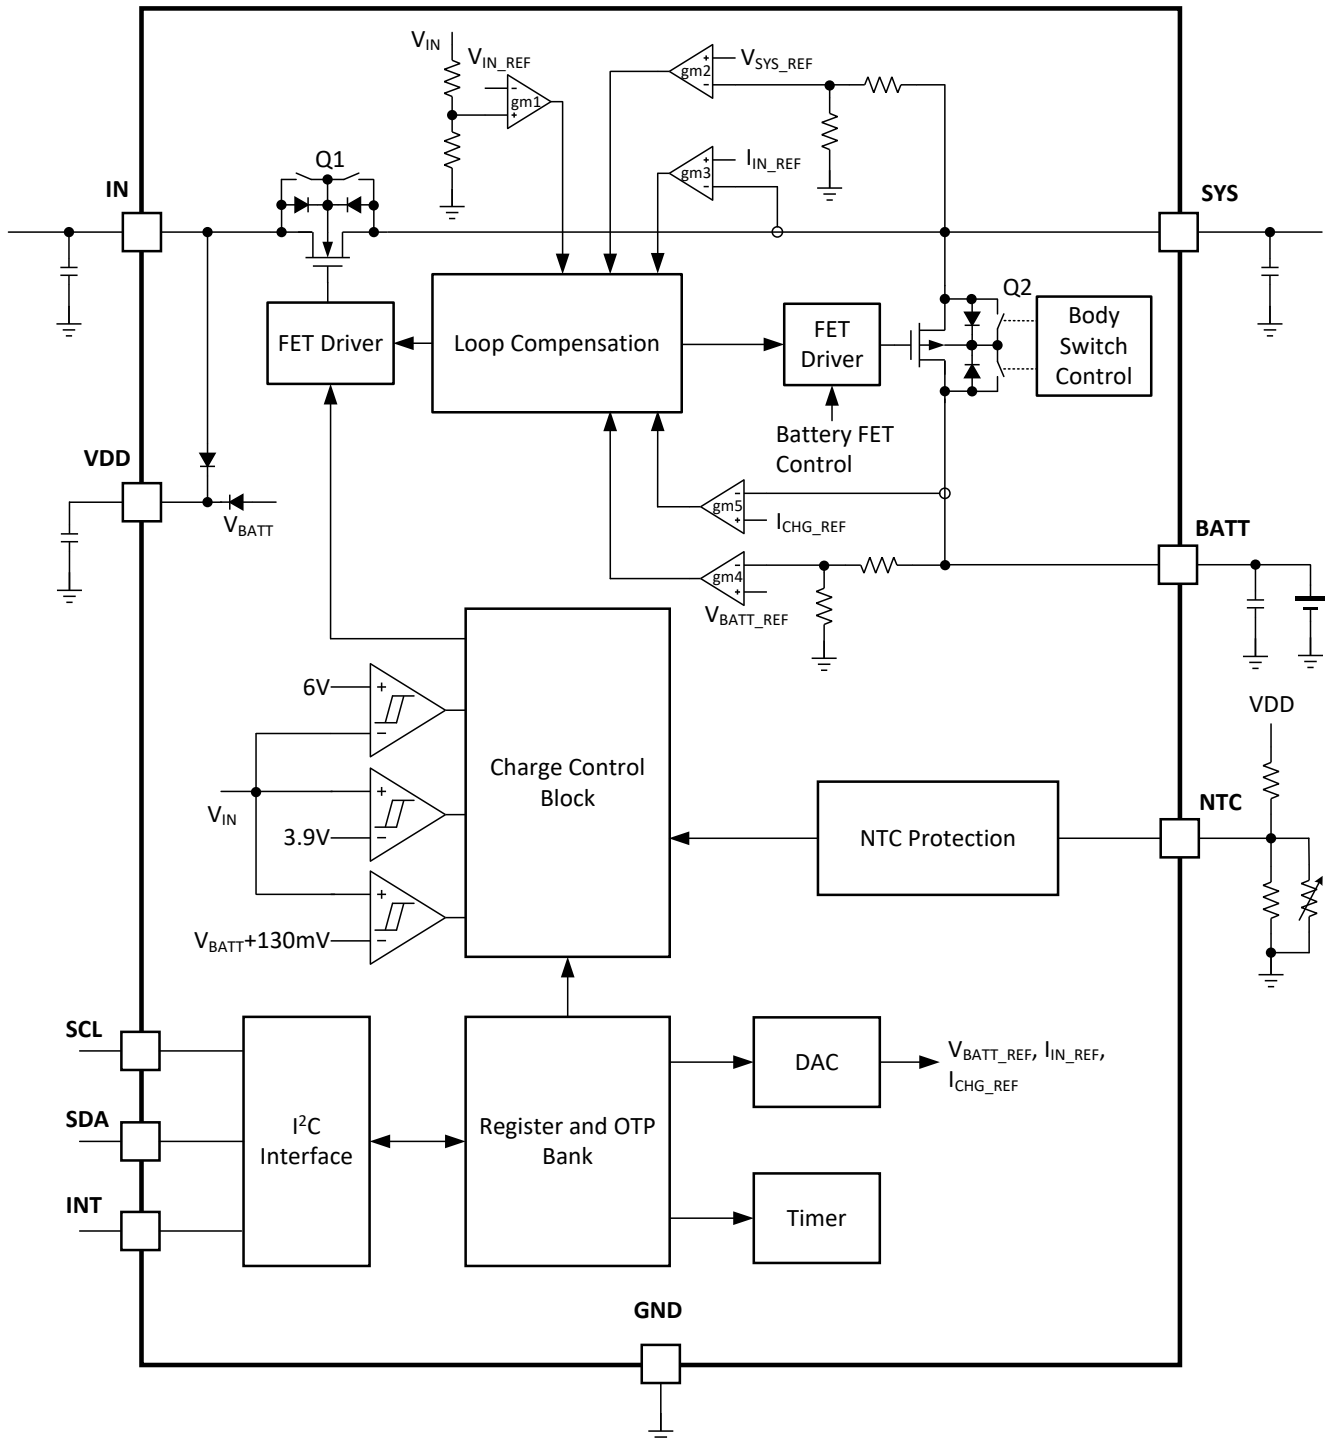 V_IN
V_IN_REF
-
gm1
+
+
gm2
-
V_SYS_REF
+
gm3
-
I_IN_REF
Q1
IN
SYS
FET Driver
Loop Compensation
FET
Driver
Q2
Body
Switch
Control
Battery FET
Control
VDD
V_BATT
-
gm5
+
I_CHG_REF
BATT
-
gm4
+
V_BATT_REF
6V
+
-
V_IN
+
3.9V
-
+
V_BATT+130mV
-
Charge Control
Block
NTC Protection
VDD
NTC
SCL
SDA
INT
I²C
Interface
Register and OTP
Bank
DAC
V_BATT_REF, I_IN_REF,
I_CHG_REF
Timer
GND